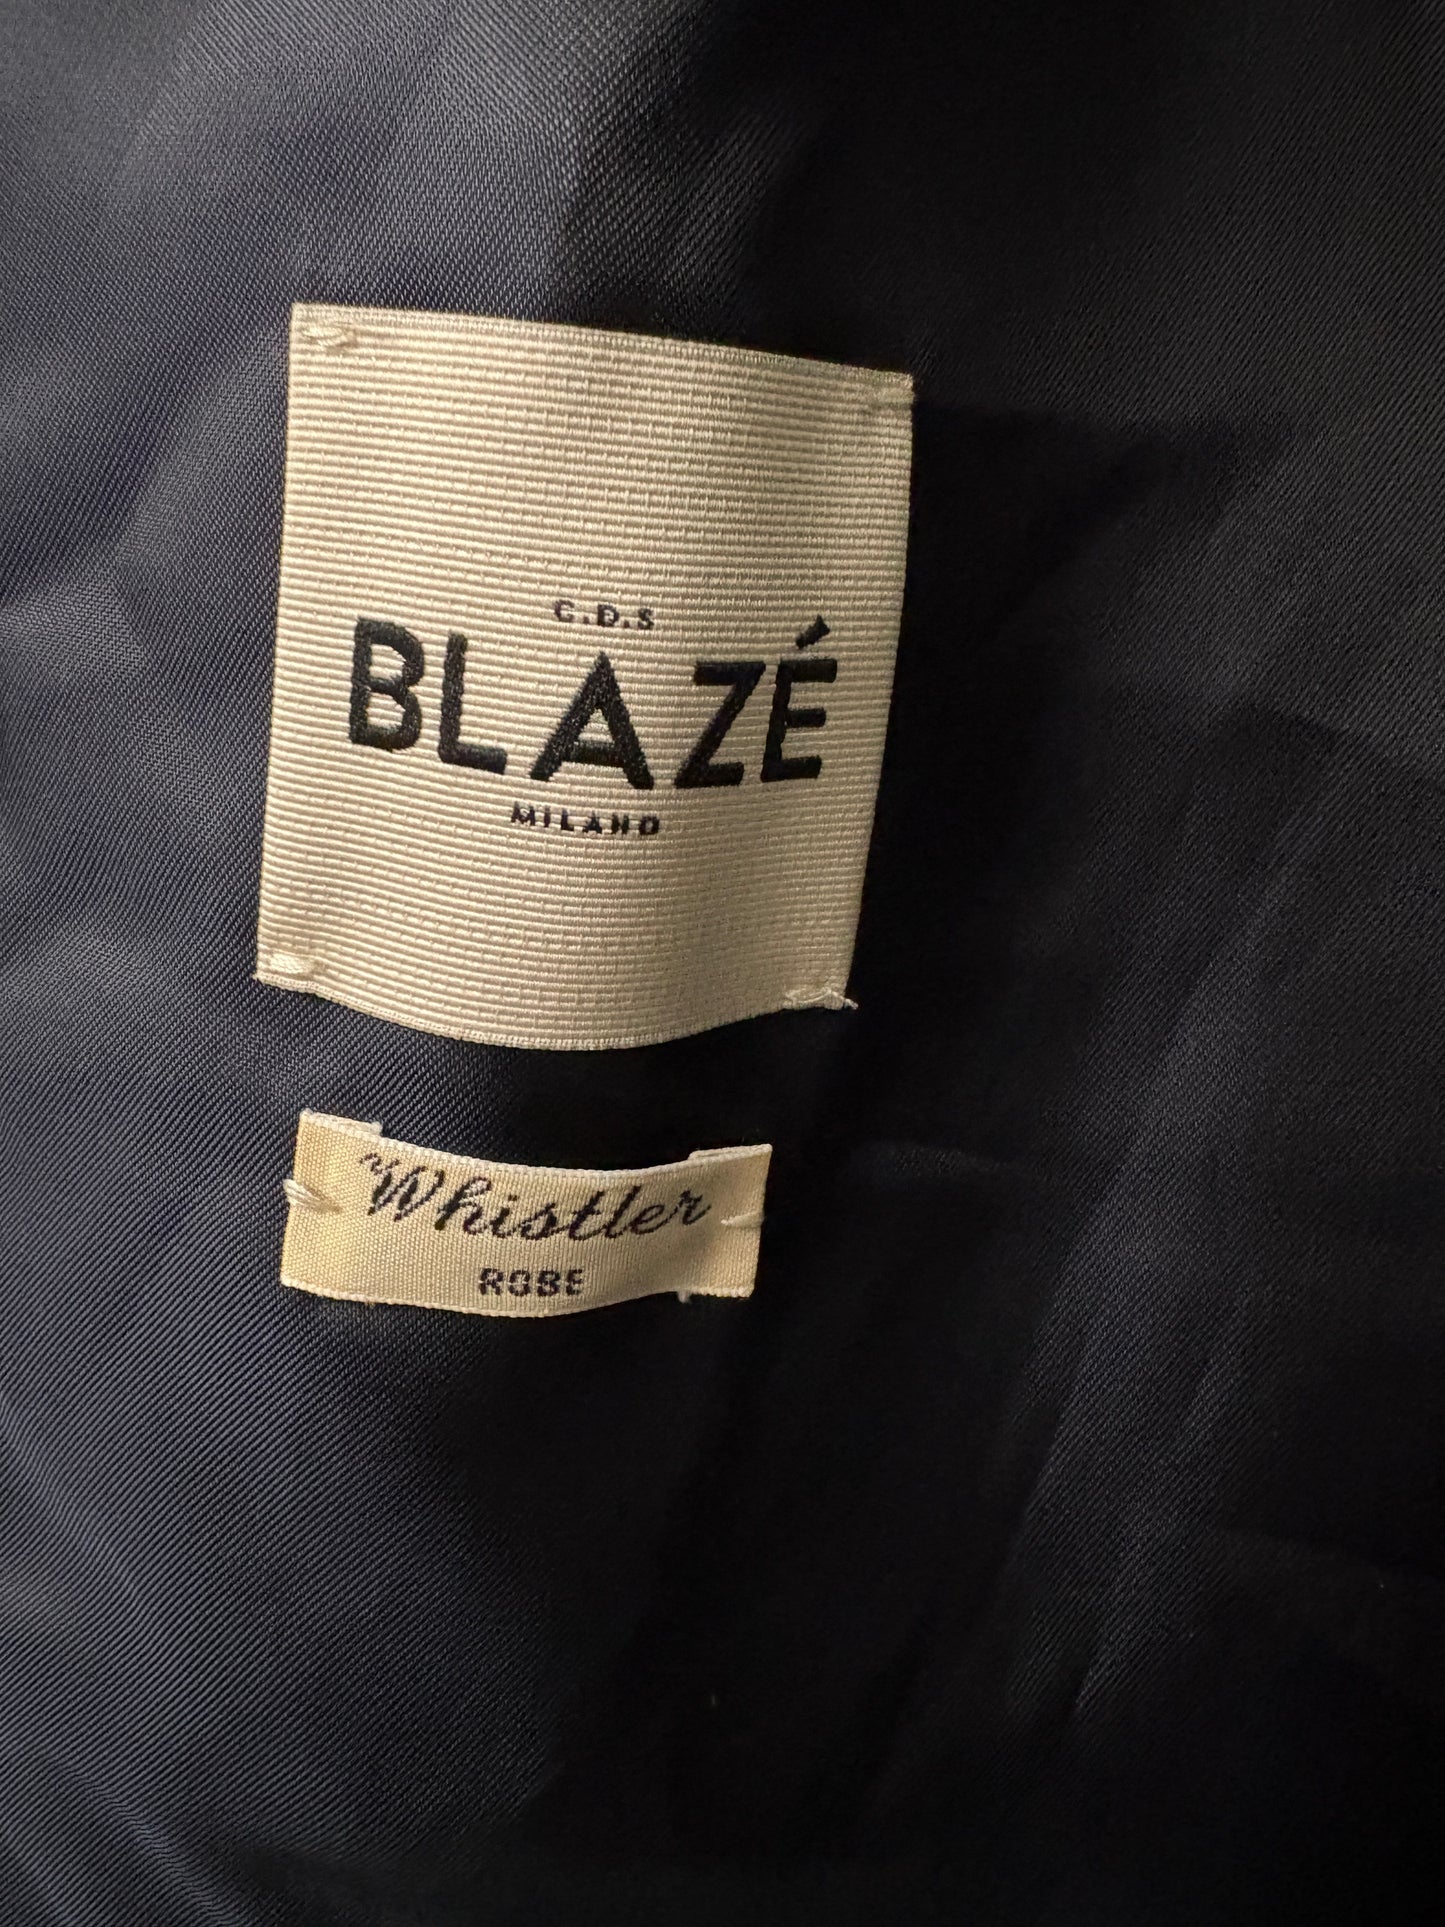 C.D.S
BLAZÉ
MILANO
Whistler
ROBE